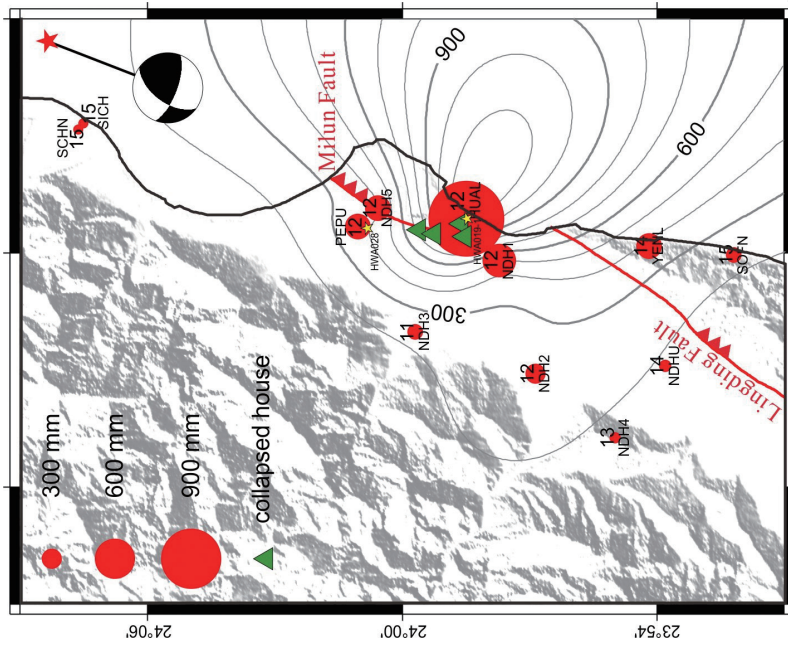 300 mm
600 mm
900 mm
collapsed house
SCHN
15
15
SICH
Milun Fault
900
600
300
PEPU
12
12
NDH5
HWA028
12
HUAL
HWA019
12
NDH1
11
NDH3
12
NDH2
13
NDH4
14
NDHU
14
YENL
15
SOFN
Lingding Fault
24°06'
24°00'
23°54'